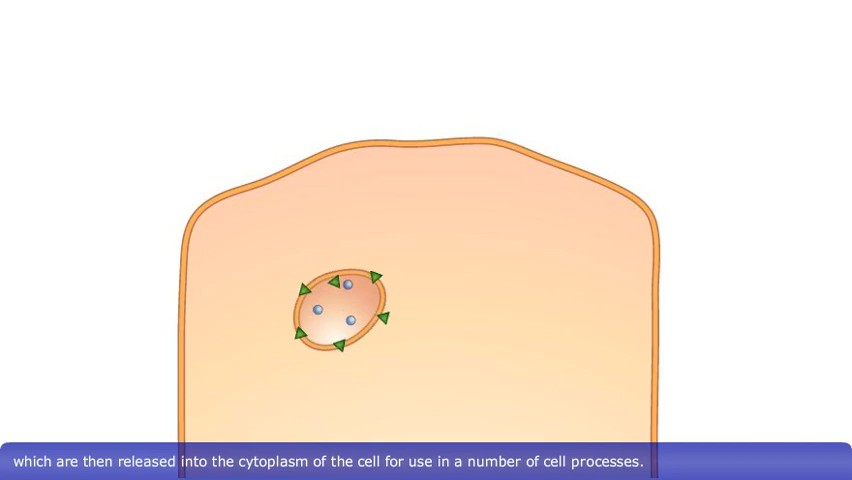 which are then released into the cytoplasm of the cell for use in a number of cell processes.